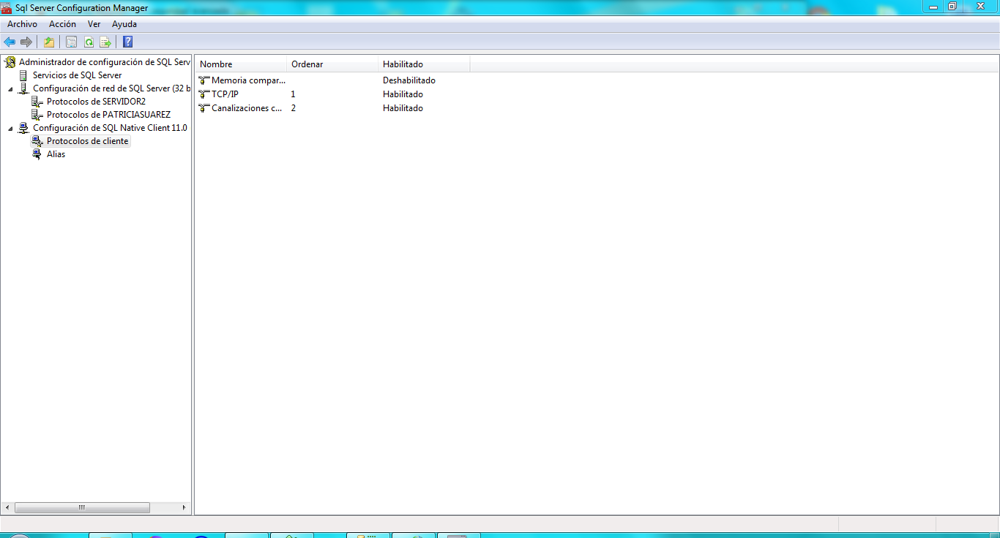 Sql Server Configuration Manager
Archivo Acción Ver Ayuda
Administrador de configuración de SQL Serv
Servicios de SQL Server
Configuración de red de SQL Server (32 b
Protocolos de SERVIDOR2
Protocolos de PATRICIASUAREZ
Configuración de SQL Native Client 11.0
Protocolos de cliente
Alias
Nombre Ordenar Habilitado
Memoria compar... Deshabilitado
TCP/IP 1 Habilitado
Canalizaciones c... 2 Habilitado